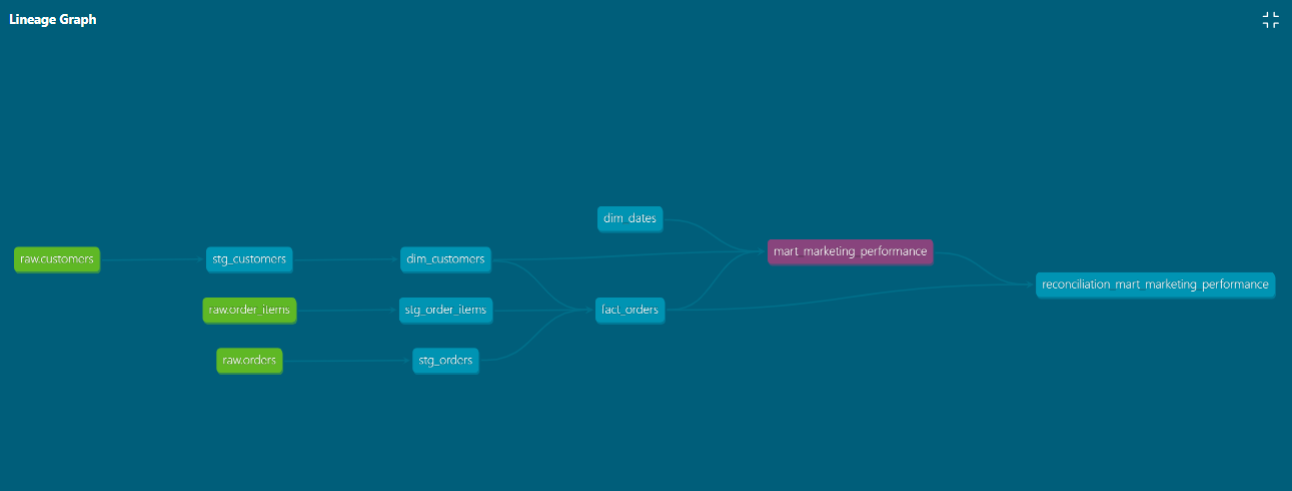 Lineage Graph
dim_dates
mart_marketing_performance
raw.customers
stg_customers
dim_customers
reconciliation_mart_marketing_performance
raw.order_items
stg_order_items
fact_orders
raw.orders
stg_orders